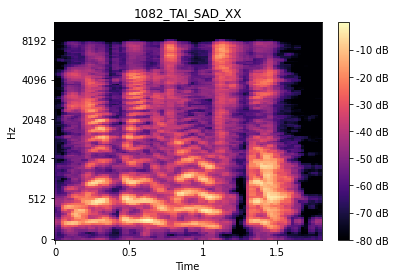 1082_TAI_SAD_XX
8192
4096
2048
1024
512
0
Hz
0
0.5
1
1.5
Time
-10 dB
-20 dB
-30 dB
-40 dB
-50 dB
-60 dB
-70 dB
-80 dB